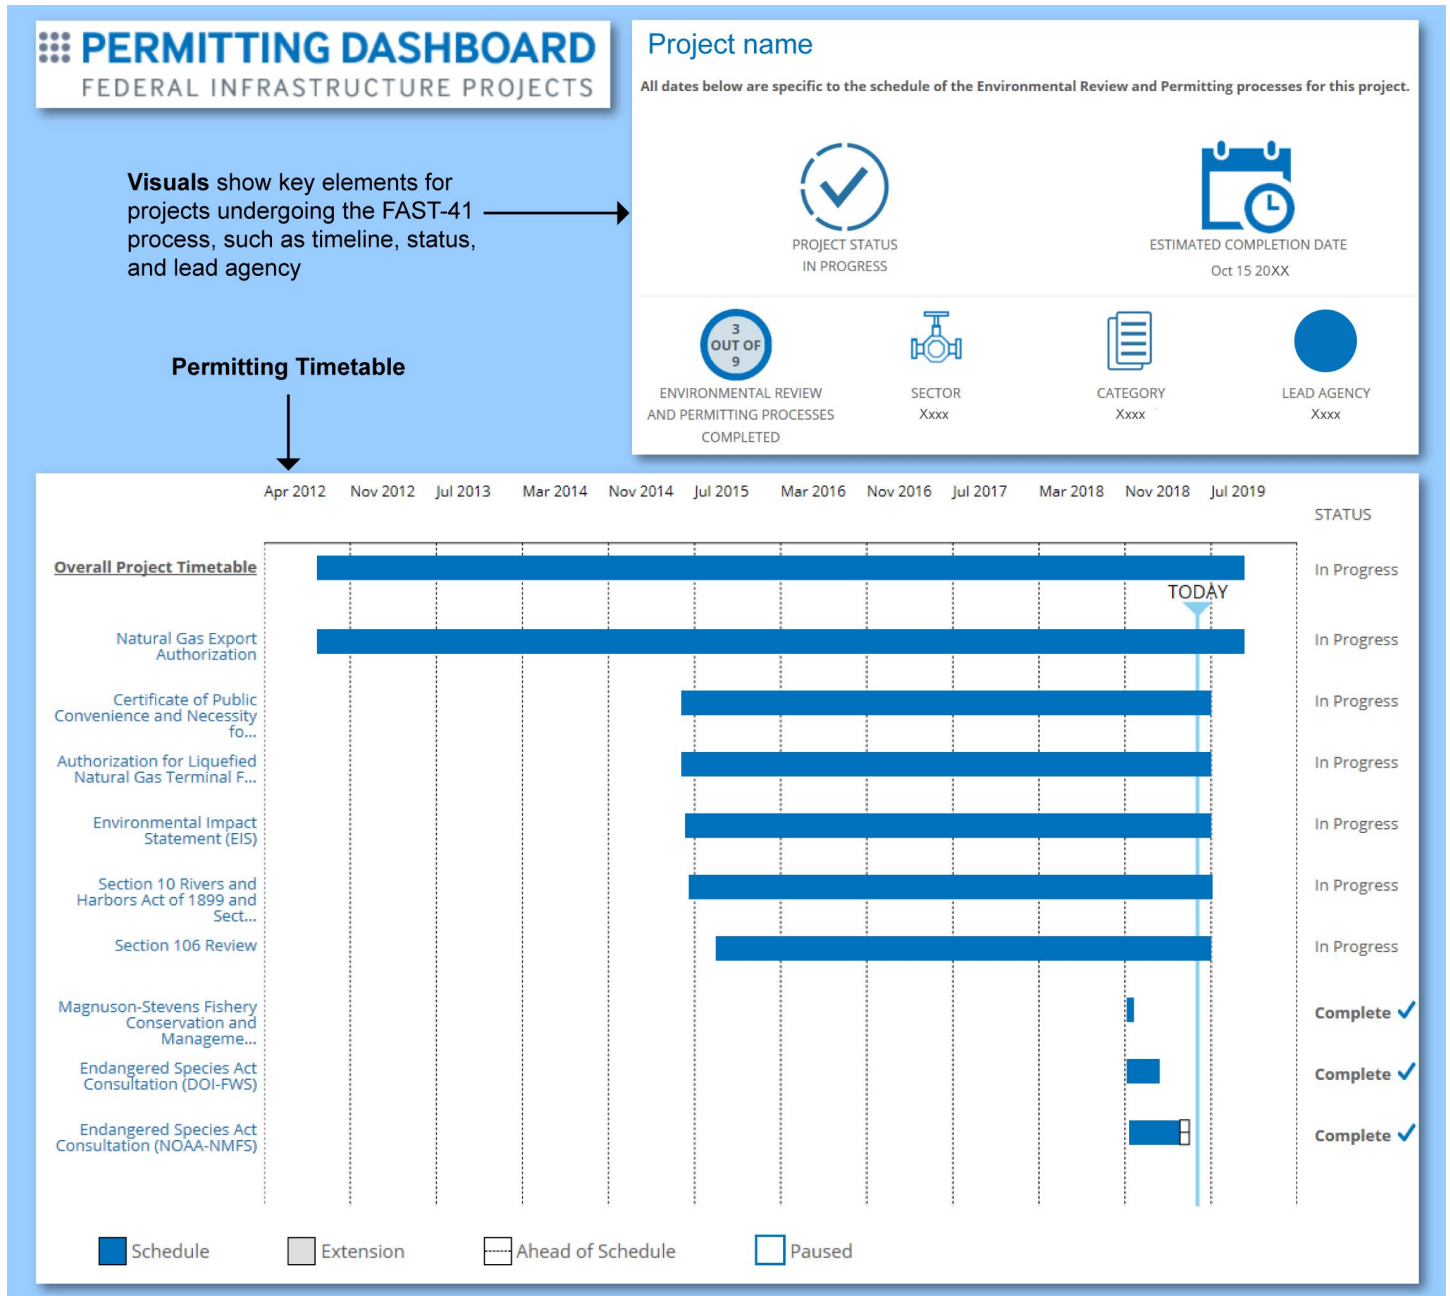 PERMITTING DASHBOARD
FEDERAL INFRASTRUCTURE PROJECTS
Project name
All dates below are specific to the schedule of the Environmental Review and Permitting processes for this project.
Visuals show key elements for
projects undergoing the FAST-41
process, such as timeline, status,
and lead agency
PROJECT STATUS
IN PROGRESS
ESTIMATED COMPLETION DATE
Oct 15 20XX
3
OUT OF
9
ENVIRONMENTAL REVIEW
AND PERMITTING PROCESSES
COMPLETED
SECTOR
Xxxx
CATEGORY
Xxxx
LEAD AGENCY
Xxxx
Permitting Timetable
Apr 2012 Nov 2012 Jul 2013 Mar 2014 Nov 2014 Jul 2015 Mar 2016 Nov 2016 Jul 2017 Mar 2018 Nov 2018 Jul 2019
STATUS
Overall Project Timetable
In Progress
TODAY
Natural Gas Export
Authorization
In Progress
Certificate of Public
Convenience and Necessity
fo...
In Progress
Authorization for Liquefied
Natural Gas Terminal F...
In Progress
Environmental Impact
Statement (EIS)
In Progress
Section 10 Rivers and
Harbors Act of 1899 and
Sect...
In Progress
Section 106 Review
In Progress
Magnuson-Stevens Fishery
Conservation and
Manageme...
Complete ✓
Endangered Species Act
Consultation (DOI-FWS)
Complete ✓
Endangered Species Act
Consultation (NOAA-NMFS)
Complete ✓
Schedule Extension Ahead of Schedule Paused